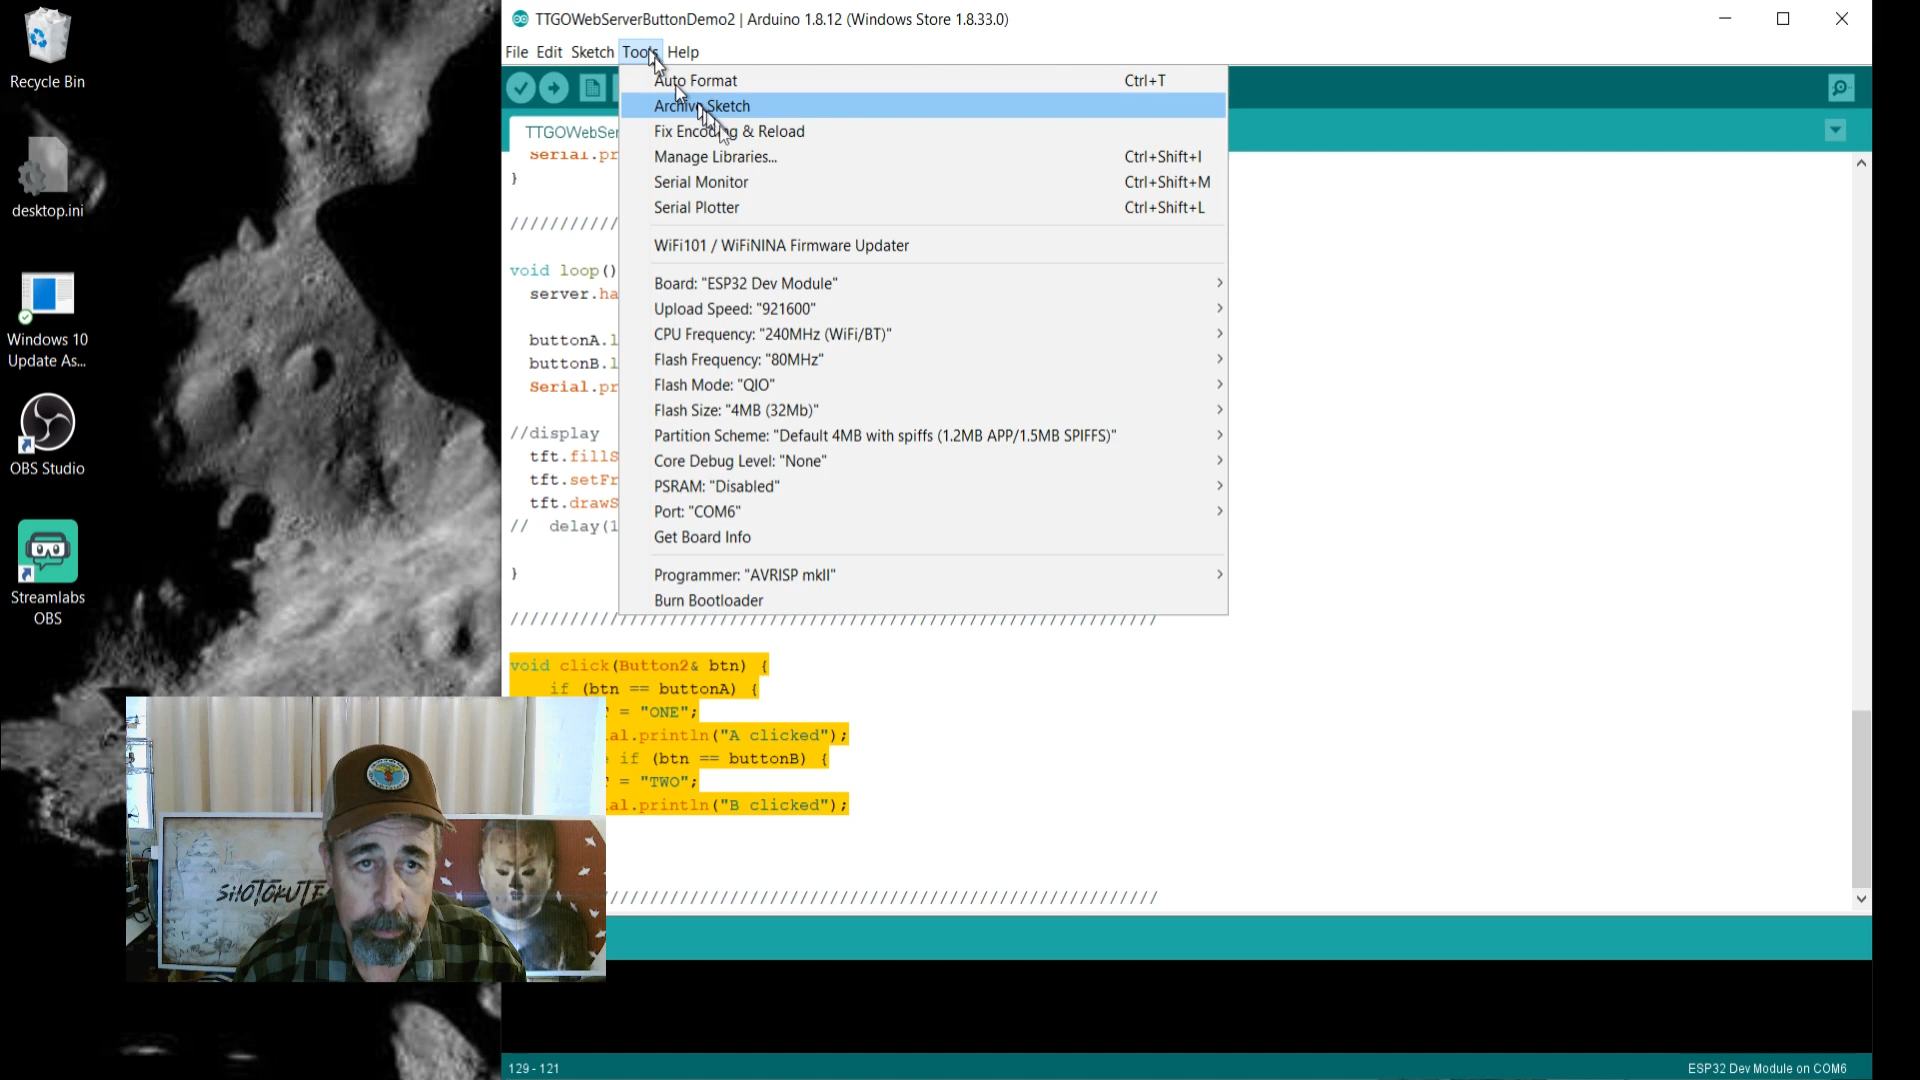 Recycle Bin
desktop.ini
Windows 10
Update As...
OBS Studio
Streamlabs
OBS
TTGOWebServerButtonDemo2 | Arduino 1.8.12 (Windows Store 1.8.33.0)
File Edit Sketch Tools Help
Auto Format Ctrl+T
Archive Sketch
Fix Encoding & Reload
Manage Libraries... Ctrl+Shift+I
Serial Monitor Ctrl+Shift+M
Serial Plotter Ctrl+Shift+L
WiFi101 / WiFiNINA Firmware Updater
Board: "ESP32 Dev Module"
Upload Speed: "921600"
CPU Frequency: "240MHz (WiFi/BT)"
Flash Frequency: "80MHz"
Flash Mode: "QIO"
Flash Size: "4MB (32Mb)"
Partition Scheme: "Default 4MB with spiffs (1.2MB APP/1.5MB SPIFFS)"
Core Debug Level: "None"
PSRAM: "Disabled"
Port: "COM6"
Get Board Info
Programmer: "AVRISP mkII"
Burn Bootloader
TTGOWebSer
Serial.pr
}
///////////
void loop()
server.ha
buttonA.l
buttonB.l
Serial.pr
//display
tft.fillS
tft.setFr
tft.drawS
// delay(1
}
/////////////////////////////////////////////////////////////////
void click(Button2& btn) {
if (btn == buttonA) {
= "ONE";
al.println("A clicked");
if (btn == buttonB) {
= "TWO";
al.println("B clicked");
///////////////////////////////////////////////////////
129 - 121
ESP32 Dev Module on COM6